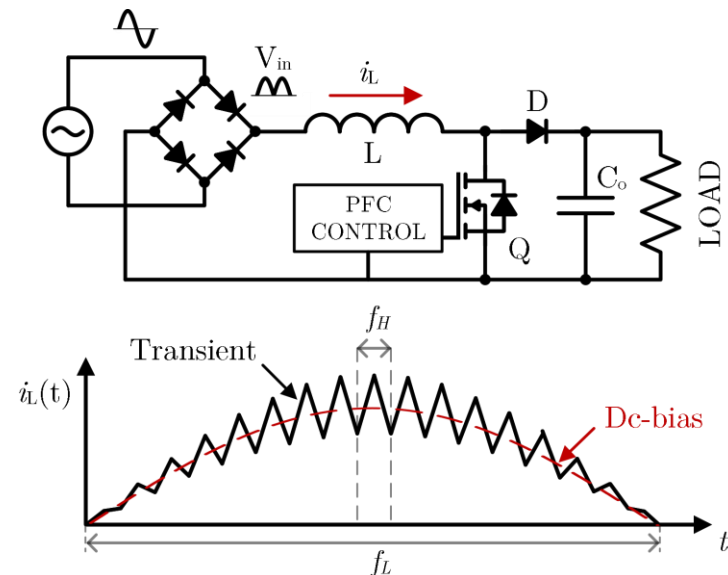 V_in
i_L
D
L
C_o
LOAD
PFC
CONTROL
Q
f_H
Transient
i_L(t)
Dc-bias
t
f_L